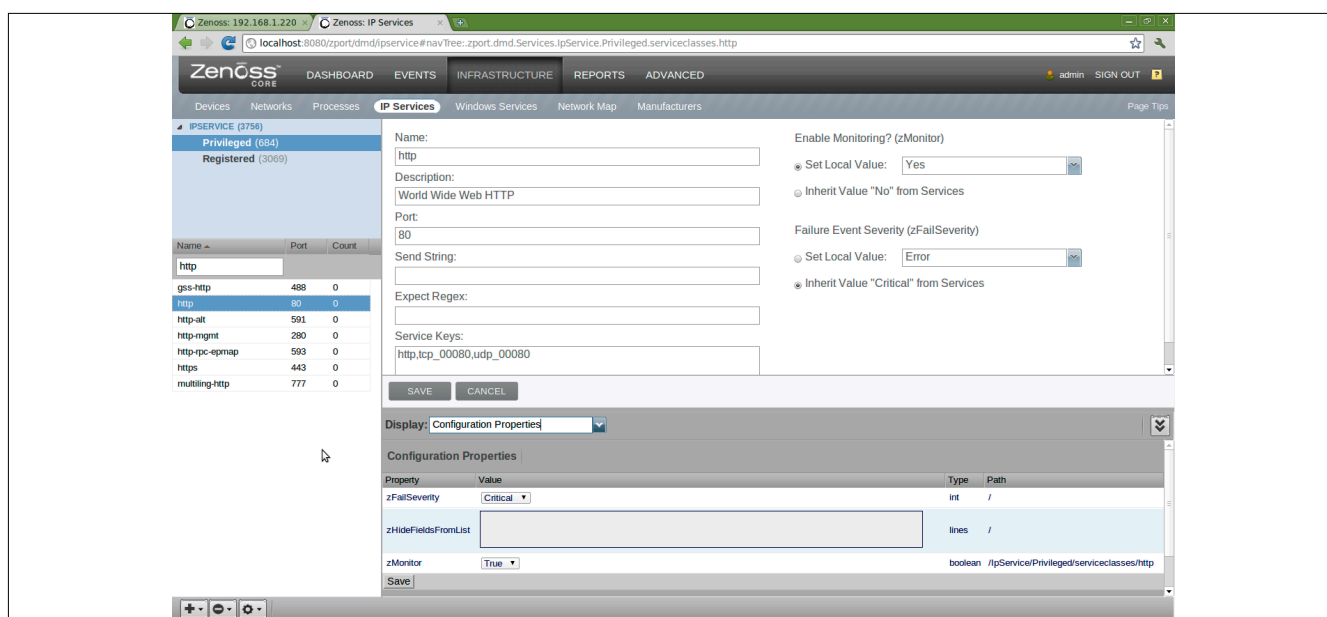 Zenoss: 192.168.1.220 Zenoss: IP Services
localhost:8080/zport/dmd/ipservice#navTree:.zport.dmd.Services.IpService.Privileged.serviceclasses.http
Zenoss CORE DASHBOARD EVENTS INFRASTRUCTURE REPORTS ADVANCED admin SIGN OUT ?
Devices Networks Processes IP Services Windows Services Network Map Manufacturers Page Tips
IPSERVICE (3756)
Privileged (684)
Registered (3069)
Name Port Count
http
gss-http 488 0
http 80 0
http-alt 591 0
http-mgmt 280 0
http-rpc-epmap 593 0
https 443 0
multiling-http 777 0
Name:
http
Description:
World Wide Web HTTP
Port:
80
Send String:
Expect Regex:
Service Keys:
http,tcp_00080,udp_00080
Enable Monitoring? (zMonitor)
Set Local Value: Yes
Inherit Value "No" from Services
Failure Event Severity (zFailSeverity)
Set Local Value: Error
Inherit Value "Critical" from Services
SAVE CANCEL
Display: Configuration Properties
Configuration Properties
Property Value Type Path
zFailSeverity Critical int /
zHideFieldsFromList lines /
zMonitor True boolean /IpService/Privileged/serviceclasses/http
Save